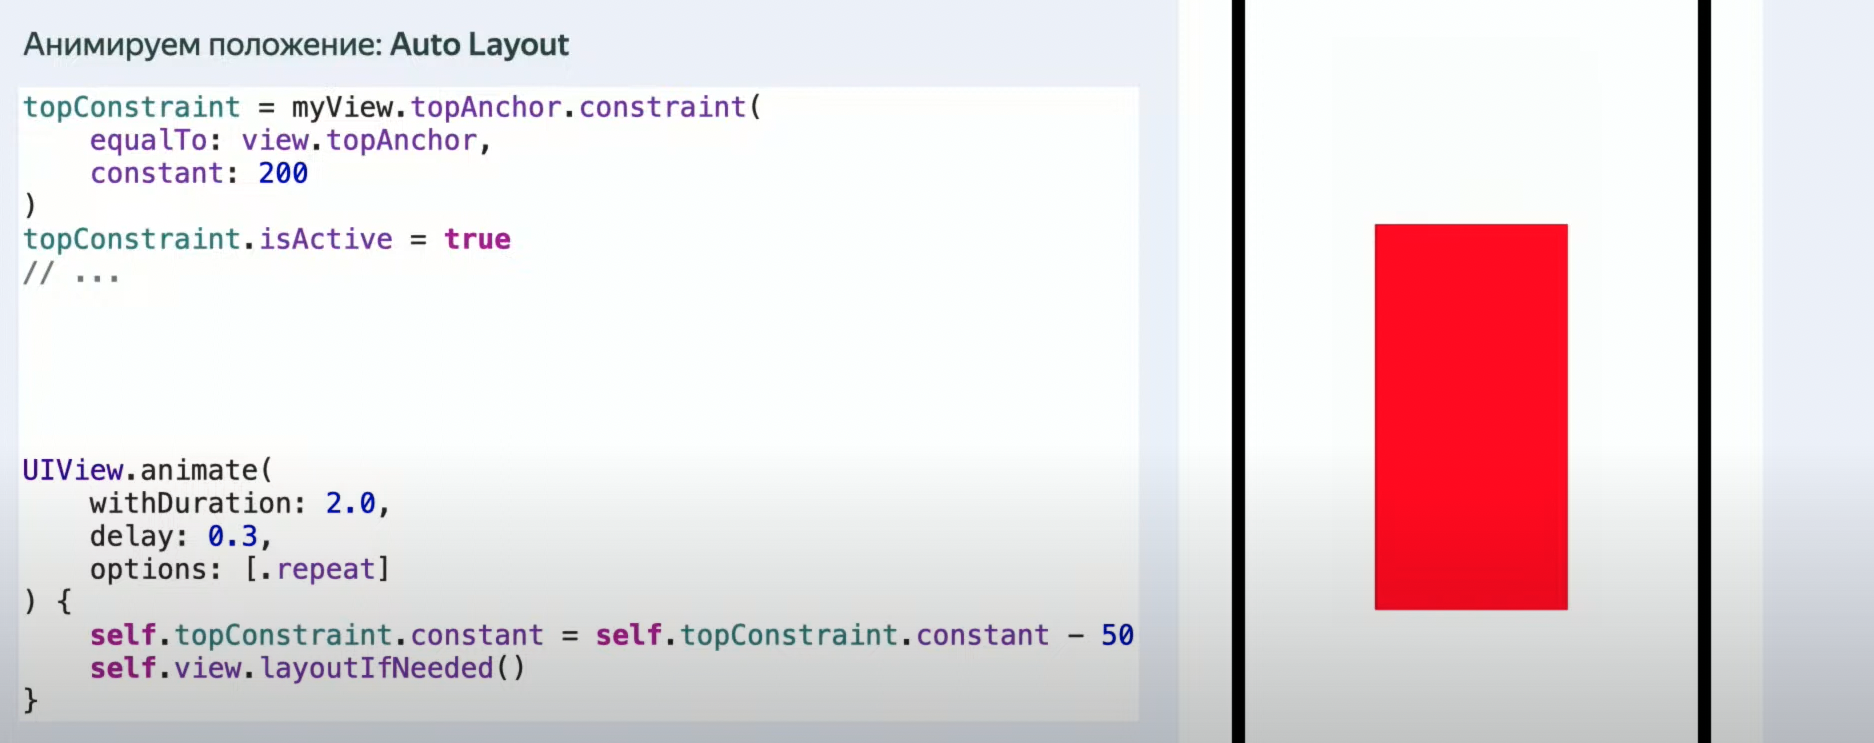 Анимируем положение: Auto Layout
topConstraint = myView.topAnchor.constraint(
    equalTo: view.topAnchor,
    constant: 200
)
topConstraint.isActive = true
// ...
UIView.animate(
    withDuration: 2.0,
    delay: 0.3,
    options: [.repeat]
) {
    self.topConstraint.constant = self.topConstraint.constant - 50
    self.view.layoutIfNeeded()
}